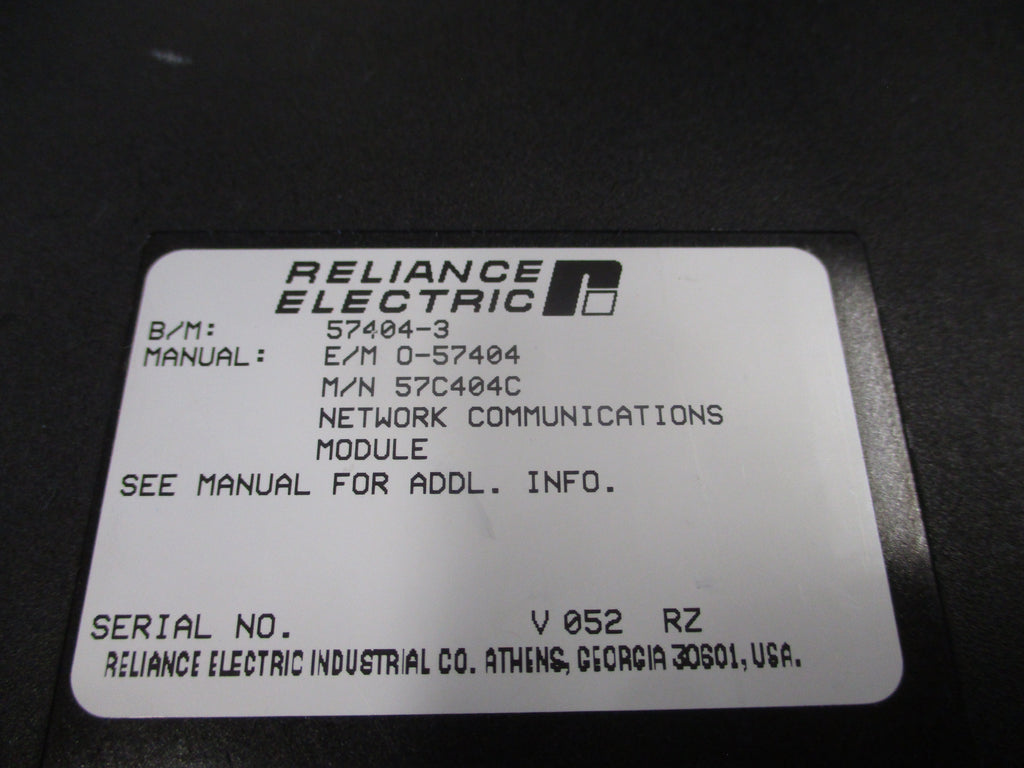 RELIANCE
ELECTRIC
B/M: 57404-3
MANUAL: E/M O-57404
M/N 57C404C
NETWORK COMMUNICATIONS
MODULE
SEE MANUAL FOR ADDL. INFO.
SERIAL NO. V 052 RZ
RELIANCE ELECTRIC INDUSTRIAL CO. ATHENS, GEORGIA 30601, USA.